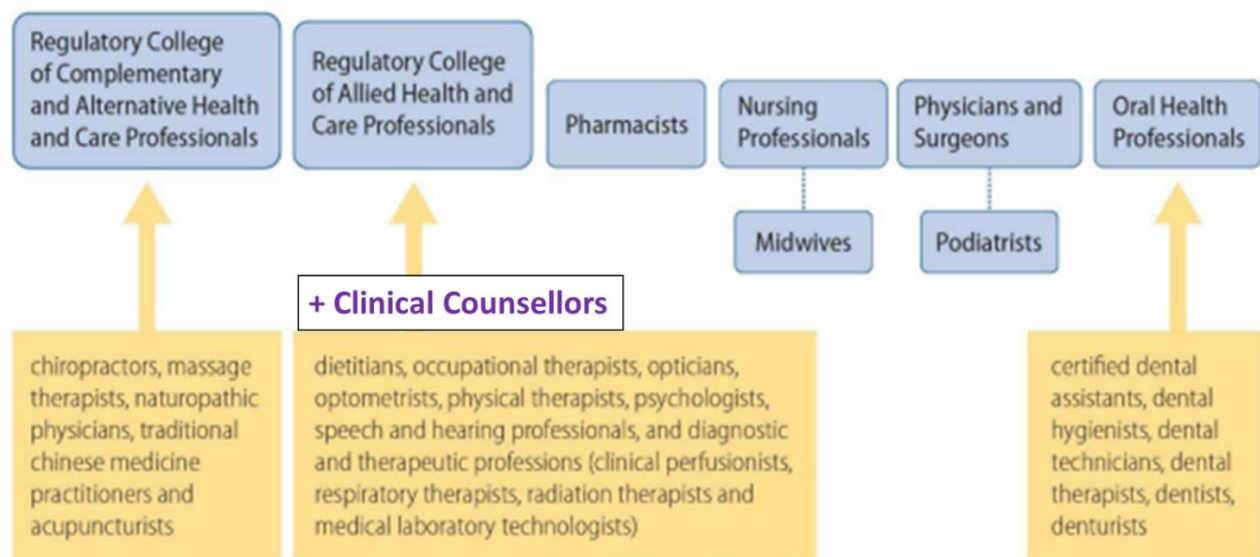 Regulatory College
of Complementary
and Alternative Health
and Care Professionals
Regulatory College
of Allied Health and
Care Professionals
Pharmacists
Nursing
Professionals
Physicians and
Surgeons
Oral Health
Professionals
Midwives
Podiatrists
+ Clinical Counsellors
chiropractors, massage
therapists, naturopathic
physicians, traditional
chinese medicine
practitioners and
acupuncturists
dietitians, occupational therapists, opticians,
optometrists, physical therapists, psychologists,
speech and hearing professionals, and diagnostic
and therapeutic professions (clinical perfusionists,
respiratory therapists, radiation therapists and
medical laboratory technologists)
certified dental
assistants, dental
hygienists, dental
technicians, dental
therapists, dentists,
denturists